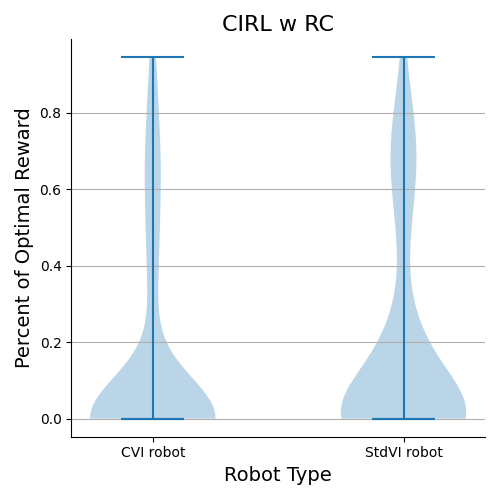 CIRL w RC
Percent of Optimal Reward
0.8
0.6
0.4
0.2
0.0
CVI robot
StdVI robot
Robot Type